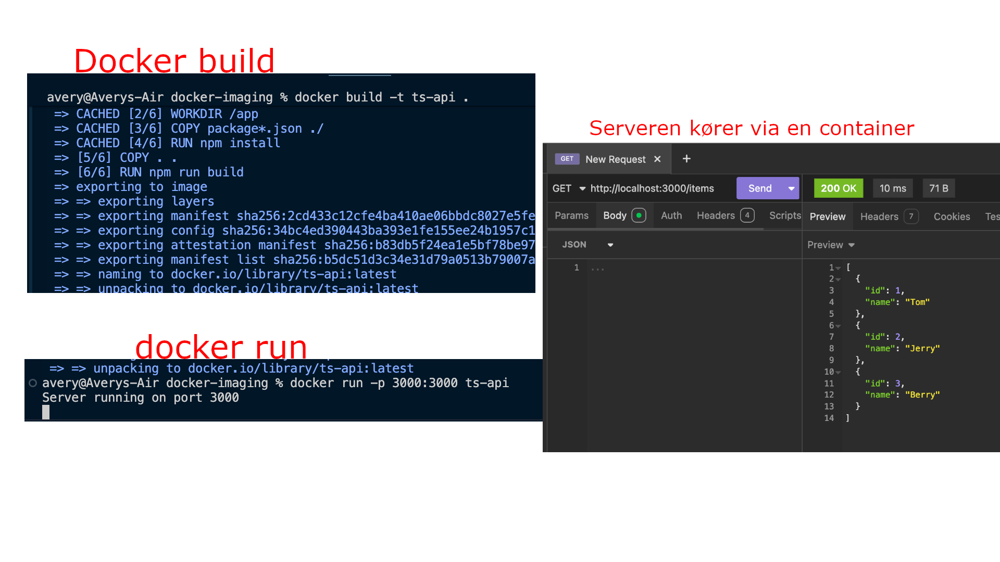 Docker build
avery@Averys-Air docker-imaging % docker build -t ts-api .
=> CACHED [2/6] WORKDIR /app
=> CACHED [3/6] COPY package*.json ./
=> CACHED [4/6] RUN npm install
=> [5/6] COPY . .
=> [6/6] RUN npm run build
=> exporting to image
=> => exporting layers
=> => exporting manifest sha256:2cd433c12cfe4ba410ae06bbdc8027e5fe
=> => exporting config sha256:34bc4ed390443ba393e1fe155ee24b1957c1
=> => exporting attestation manifest sha256:b83db5f24ea1e5bf78be97
=> => exporting manifest list sha256:b5dc51d3c34e31d79a0513b79007a
=> => naming to docker.io/library/ts-api:latest
=> => unpacking to docker.io/library/ts-api:latest
docker run
=> => unpacking to docker.io/library/ts-api:latest
avery@Averys-Air docker-imaging % docker run -p 3000:3000 ts-api
Server running on port 3000
Serveren kører via en container
GET New Request × +
GET http://localhost:3000/items Send 200 OK 10 ms 71 B
Params Body Auth Headers 4 Scripts Preview Headers 7 Cookies Tes
JSON Preview
1 ...
1 [
2 {
3 "id": 1,
4 "name": "Tom"
5 },
6 {
7 "id": 2,
8 "name": "Jerry"
9 },
10 {
11 "id": 3,
12 "name": "Berry"
13 }
14 ]